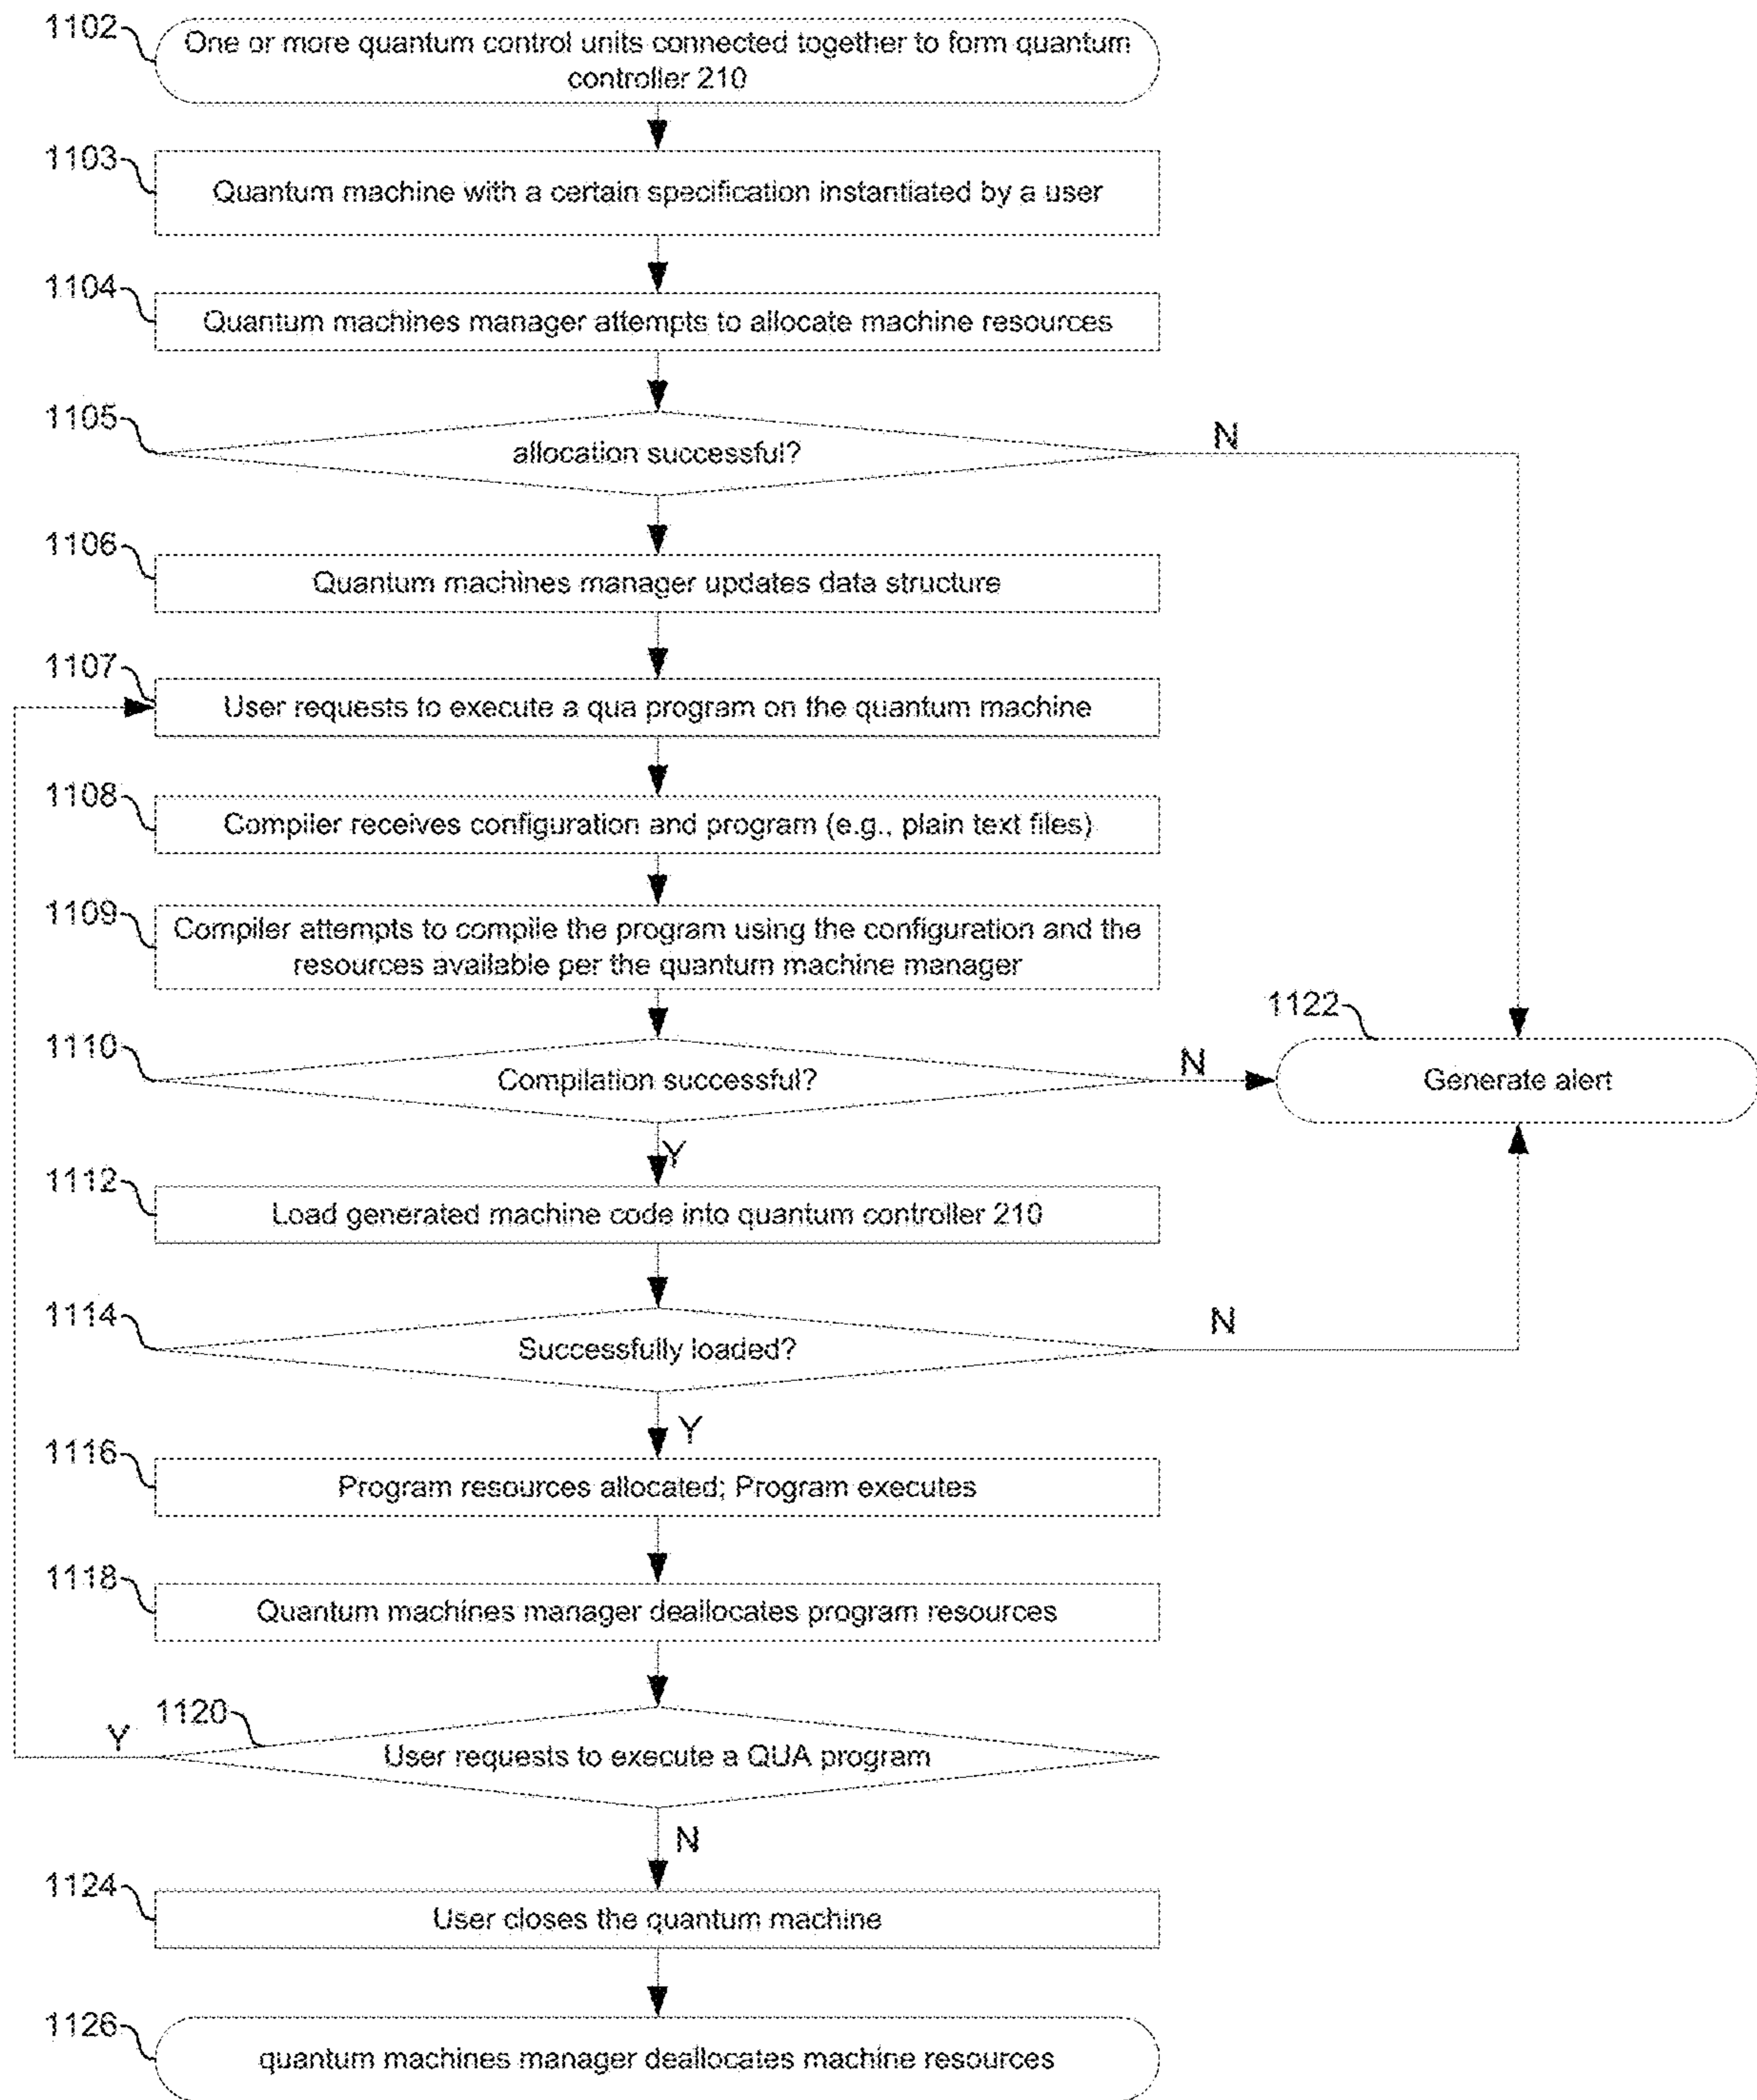 1102
One or more quantum control units connected together to form quantum
controller 210
1103
Quantum machine with a certain specification instantiated by a user
1104
Quantum machines manager attempts to allocate machine resources
1105
allocation successful?
N
1106
Quantum machines manager updates data structure
1107
User requests to execute a qua program on the quantum machine
1108
Compiler receives configuration and program (e.g., plain text files)
1109
Compiler attempts to compile the program using the configuration and the
resources available per the quantum machine manager
1110
Compilation successful?
N
1122
Generate alert
Y
1112
Load generated machine code into quantum controller 210
1114
Successfully loaded?
N
Y
1116
Program resources allocated; Program executes
1118
Quantum machines manager deallocates program resources
1120
Y
User requests to execute a QUA program
N
1124
User closes the quantum machine
1126
quantum machines manager deallocates machine resources